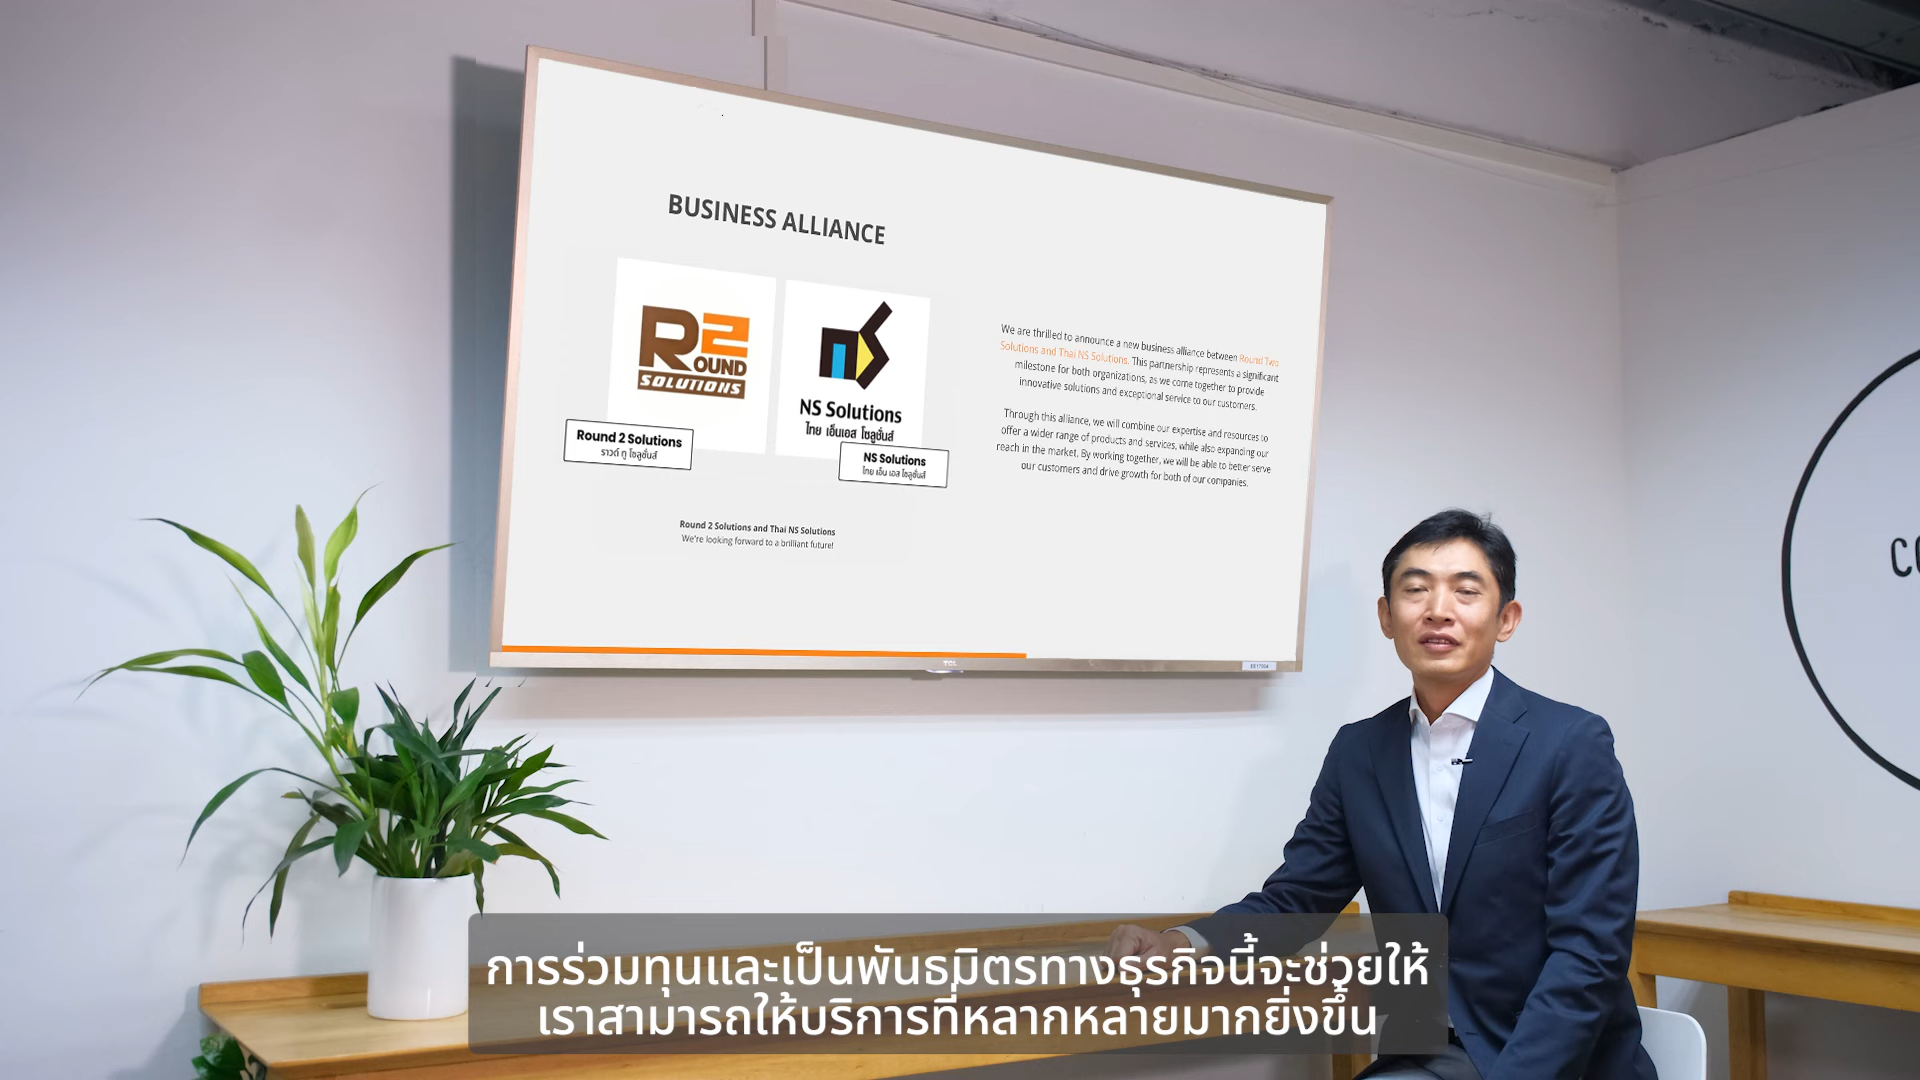 BUSINESS ALLIANCE
R2
ROUND
SOLUTIONS
Round 2 Solutions
ราวด์ ทู โซลูชั่นส์
nS
NS Solutions
ไทย เอ็นเอส โซลูชั่นส์
NS Solutions
ไทย เอ็น เอส โซลูชั่นส์
Round 2 Solutions and Thai NS Solutions
We're looking forward to a brilliant future!
We are thrilled to announce a new business alliance between Round Two
Solutions and Thai NS Solutions. This partnership represents a significant
milestone for both organizations, as we come together to provide
innovative solutions and exceptional service to our customers.
Through this alliance, we will combine our expertise and resources to
offer a wider range of products and services, while also expanding our
reach in the market. By working together, we will be able to better serve
our customers and drive growth for both of our companies.
TCL
การร่วมทุนและเป็นพันธมิตรทางธุรกิจนี้จะช่วยให้
เราสามารถให้บริการที่หลากหลายมากยิ่งขึ้น